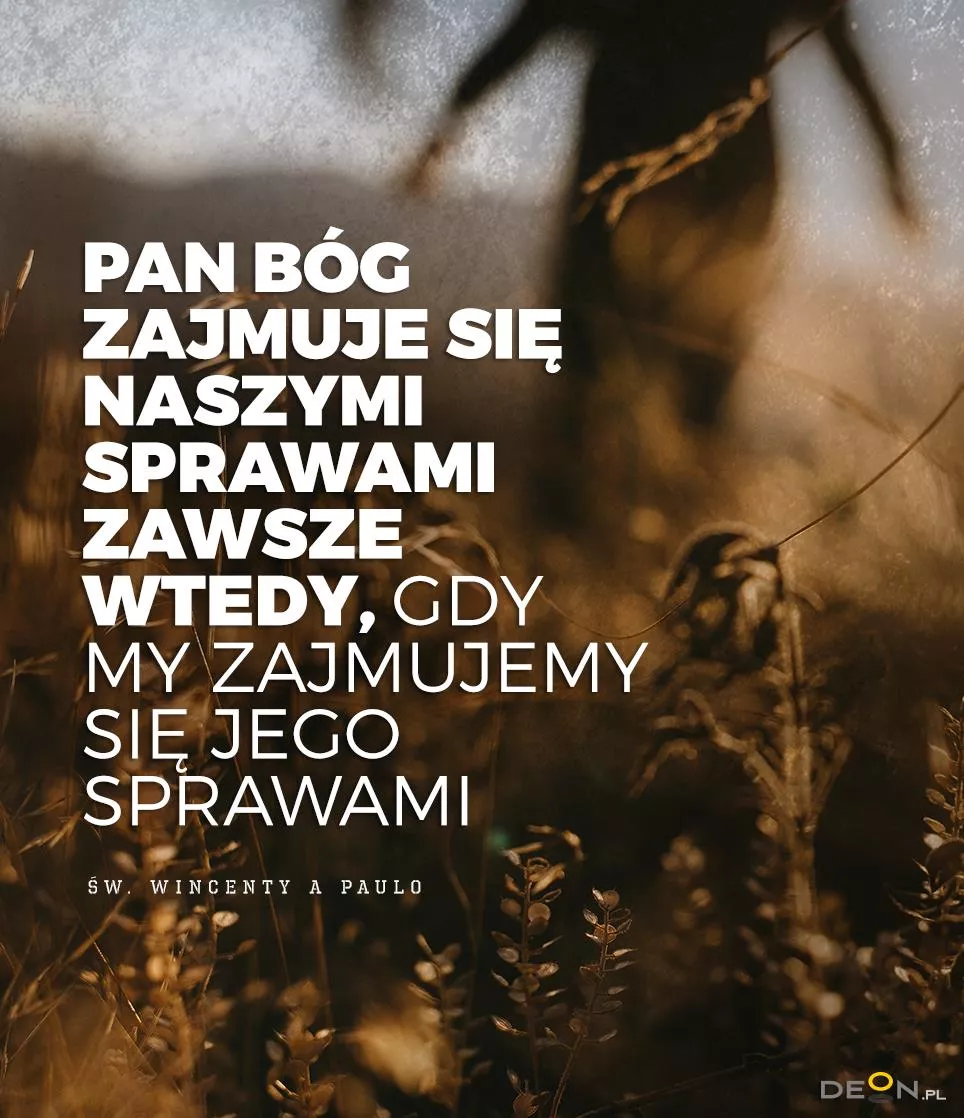 PAN BÓG
ZAJMUJE SIĘ
NASZYMI
SPRAWAMI
ZAWSZE
WTEDY, GDY
MY ZAJMUJEMY
SIĘ JEGO
SPRAWAMI
ŚW. WINCENTY A PAULO
DEON.PL